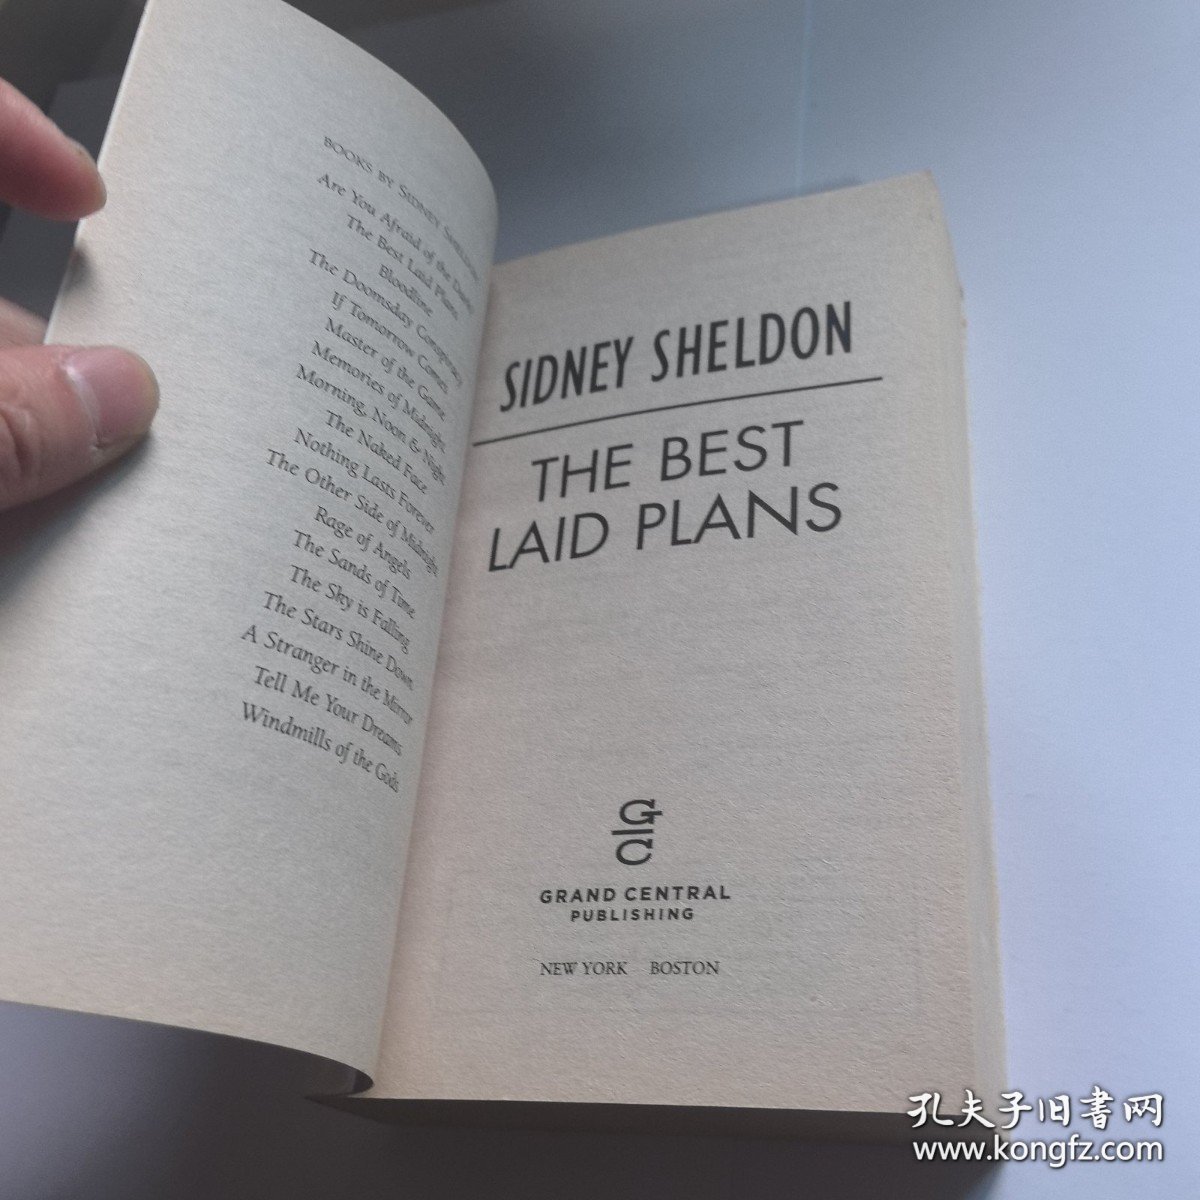 BOOKS BY SIDNEY SHELDON
Are You Afraid of the Dark?
The Best Laid Plans
Bloodline
The Doomsday Conspiracy
If Tomorrow Comes
Master of the Game
Memories of Midnight
Morning, Noon & Night
The Naked Face
Nothing Lasts Forever
The Other Side of Midnight
Rage of Angels
The Sands of Time
The Sky is Falling
The Stars Shine Down
A Stranger in the Mirror
Tell Me Your Dreams
Windmills of the Gods
SIDNEY SHELDON
THE BEST
LAID PLANS
G
C
GRAND CENTRAL
PUBLISHING
NEW YORK BOSTON
孔夫子旧書网
www.kongfz.com